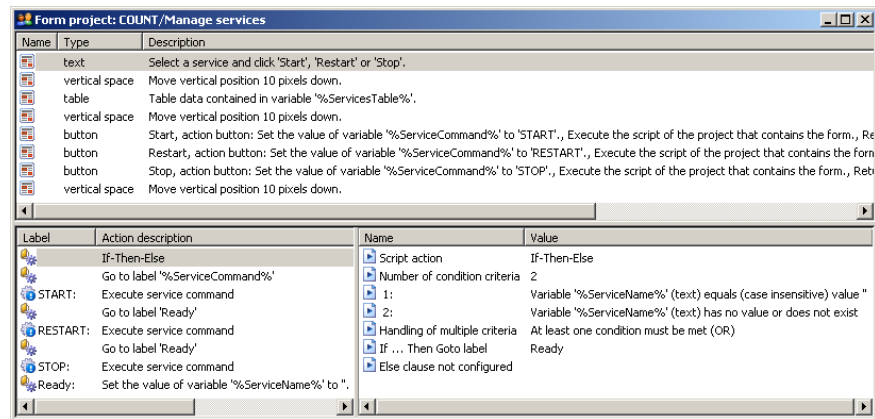 Form project: COUNT/Manage services
Name Type Description
text Select a service and click 'Start', 'Restart' or 'Stop'.
vertical space Move vertical position 10 pixels down.
table Table data contained in variable '%ServicesTable%'.
vertical space Move vertical position 10 pixels down.
button Start, action button: Set the value of variable '%ServiceCommand%' to 'START'., Execute the script of the project that contains the form., Re
button Restart, action button: Set the value of variable '%ServiceCommand%' to 'RESTART'., Execute the script of the project that contains the form
button Stop, action button: Set the value of variable '%ServiceCommand%' to 'STOP'., Execute the script of the project that contains the form., Ret
vertical space Move vertical position 10 pixels down.
Label Action description
If-Then-Else
Go to label '%ServiceCommand%'
START: Execute service command
Go to label 'Ready'
RESTART: Execute service command
Go to label 'Ready'
STOP: Execute service command
Ready: Set the value of variable '%ServiceName%' to ''.
Name Value
Script action If-Then-Else
Number of condition criteria 2
1: Variable '%ServiceName%' (text) equals (case insensitive) value ''
2: Variable '%ServiceName%' (text) has no value or does not exist
Handling of multiple criteria At least one condition must be met (OR)
If ... Then Goto label Ready
Else clause not configured